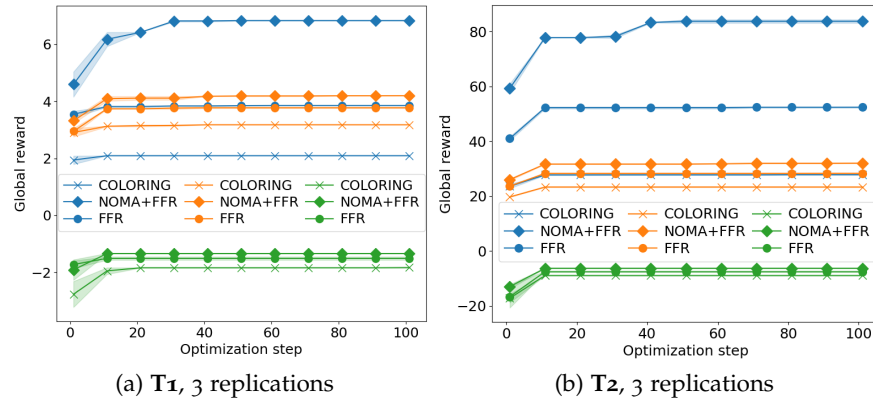 Global reward
6
4
2
0
−2
COLORING COLORING COLORING
NOMA+FFR NOMA+FFR NOMA+FFR
FFR FFR FFR
0 20 40 60 80 100
Optimization step
(a) T1, 3 replications
Global reward
80
60
40
20
0
−20
COLORING COLORING COLORING
NOMA+FFR NOMA+FFR NOMA+FFR
FFR FFR FFR
0 20 40 60 80 100
Optimization step
(b) T2, 3 replications